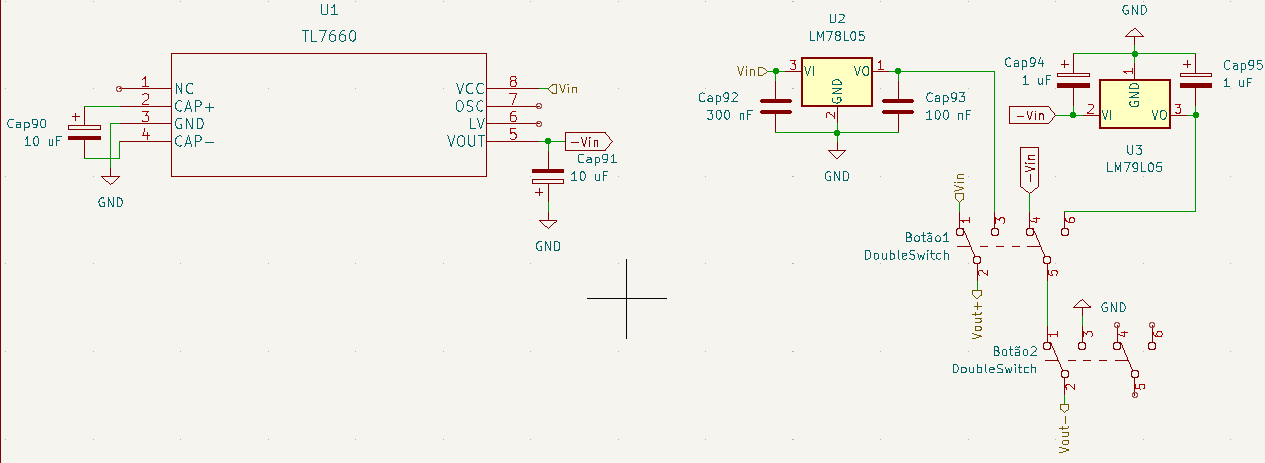 U1
TL7660
1 NC
2 CAP+
3 GND
4 CAP-
VCC 8
OSC 7
LV 6
VOUT 5
Vin
-Vin
Cap90
10 uF
+
GND
Cap91
10 uF
+
GND
U2
LM78L05
Vin
3 VI
VO 1
GND
2
Cap92
300 nF
Cap93
100 nF
GND
GND
Cap94
1 uF
+
Cap95
1 uF
+
1
GND
-Vin
2 VI
VO 3
U3
LM79L05
Vin
-Vin
1
3
4
6
Botão1
DoubleSwitch
2
5
Vout+
GND
1
3
4
6
Botão2
DoubleSwitch
2
5
Vout-